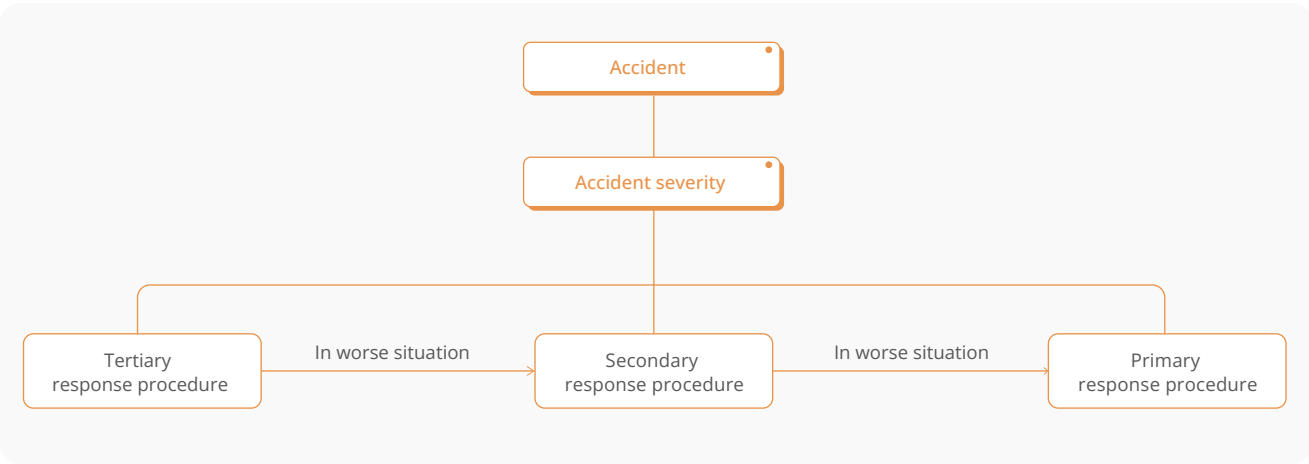 Accident
Accident severity
In worse situation
In worse situation
Tertiary
response procedure
Secondary
response procedure
Primary
response procedure